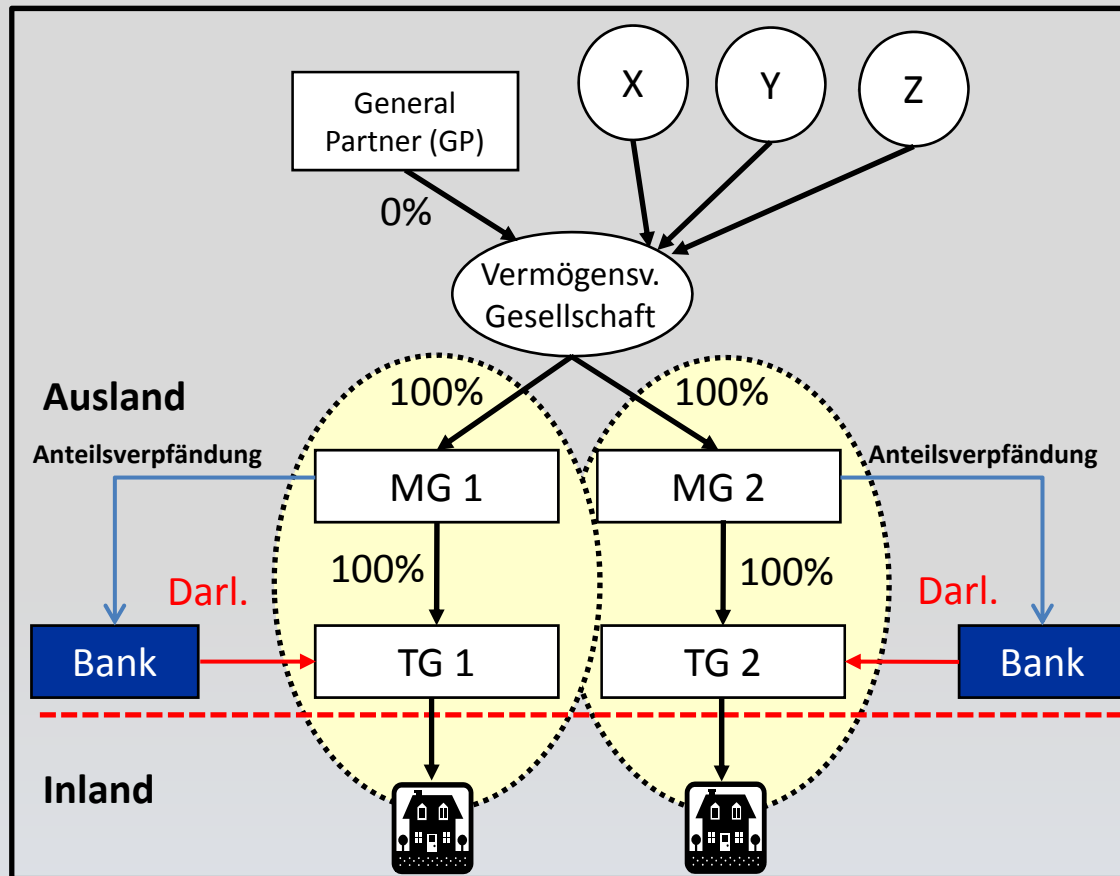 General
Partner (GP)
X
Y
Z
0%
Vermögensv.
Gesellschaft
Ausland
100%
100%
Anteilsverpfändung
Anteilsverpfändung
MG 1
MG 2
100%
100%
Darl.
Darl.
Bank
TG 1
TG 2
Bank
Inland